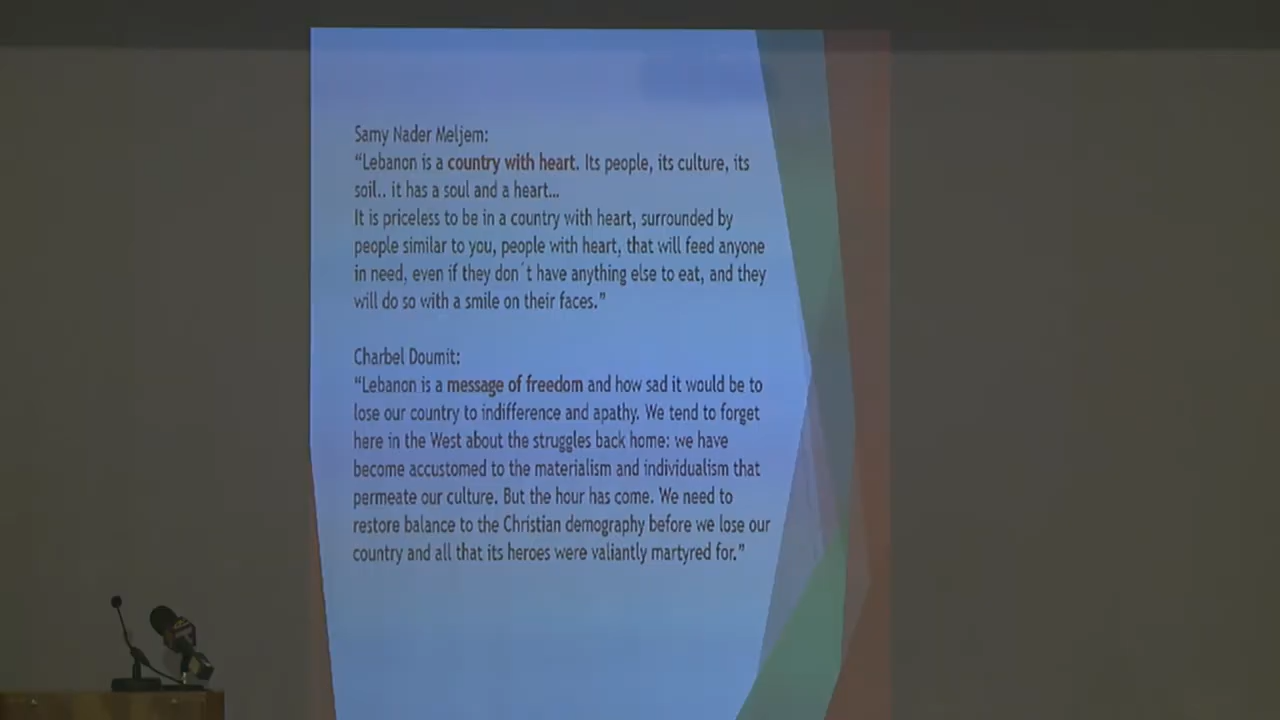 Samy Nader Meljem:
“Lebanon is a country with heart. Its people, its culture, its
soil.. it has a soul and a heart...
It is priceless to be in a country with heart, surrounded by
people similar to you, people with heart, that will feed anyone
in need, even if they don´t have anything else to eat, and they
will do so with a smile on their faces.”
Charbel Doumit:
“Lebanon is a message of freedom and how sad it would be to
lose our country to indifference and apathy. We tend to forget
here in the West about the struggles back home: we have
become accustomed to the materialism and individualism that
permeate our culture. But the hour has come. We need to
restore balance to the Christian demography before we lose our
country and all that its heroes were valiantly martyred for.”